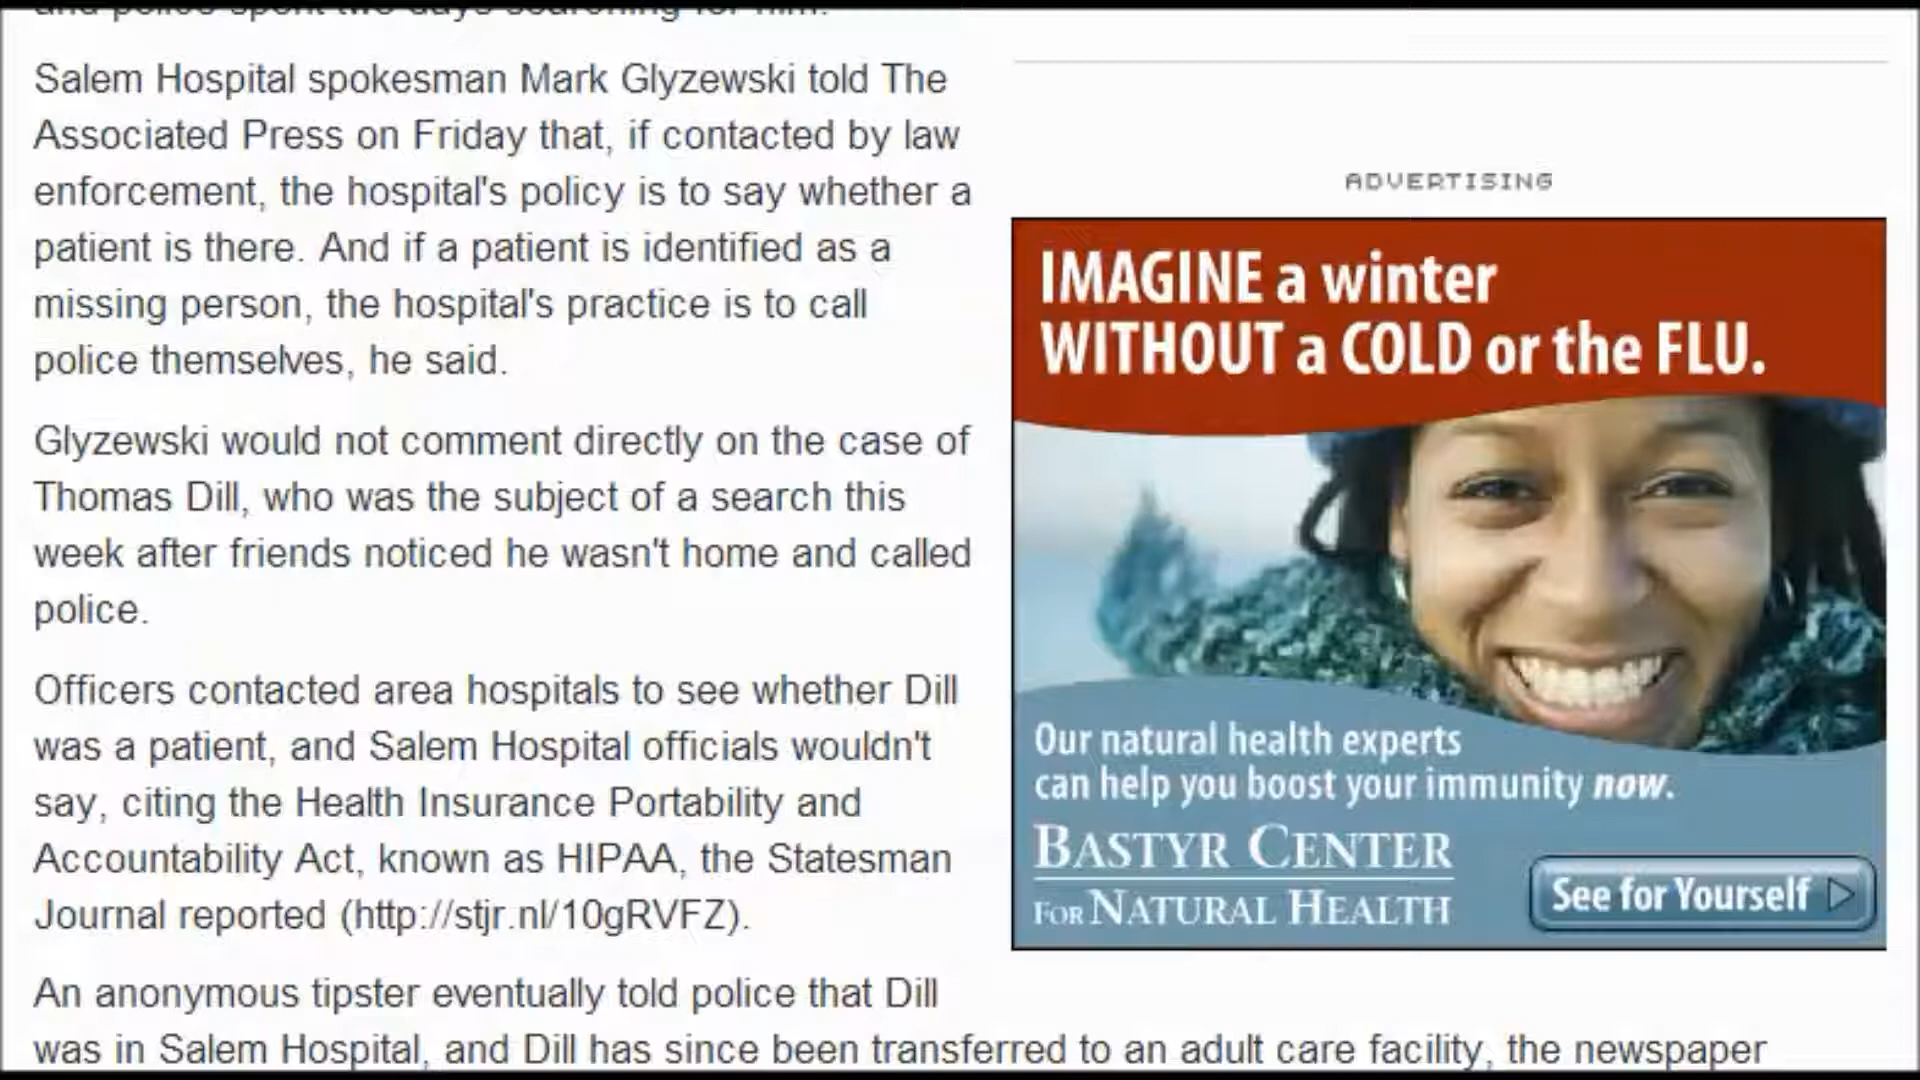 and police spent two days searching for him.
Salem Hospital spokesman Mark Glyzewski told The
Associated Press on Friday that, if contacted by law
enforcement, the hospital's policy is to say whether a
patient is there. And if a patient is identified as a
missing person, the hospital's practice is to call
police themselves, he said.
Glyzewski would not comment directly on the case of
Thomas Dill, who was the subject of a search this
week after friends noticed he wasn't home and called
police.
Officers contacted area hospitals to see whether Dill
was a patient, and Salem Hospital officials wouldn't
say, citing the Health Insurance Portability and
Accountability Act, known as HIPAA, the Statesman
Journal reported (http://stjr.nl/10gRVFZ).
An anonymous tipster eventually told police that Dill
was in Salem Hospital, and Dill has since been transferred to an adult care facility, the newspaper
ADVERTISING
IMAGINE a winter
WITHOUT a COLD or the FLU.
Our natural health experts
can help you boost your immunity now.
BASTYR CENTER
FOR NATURAL HEALTH
See for Yourself